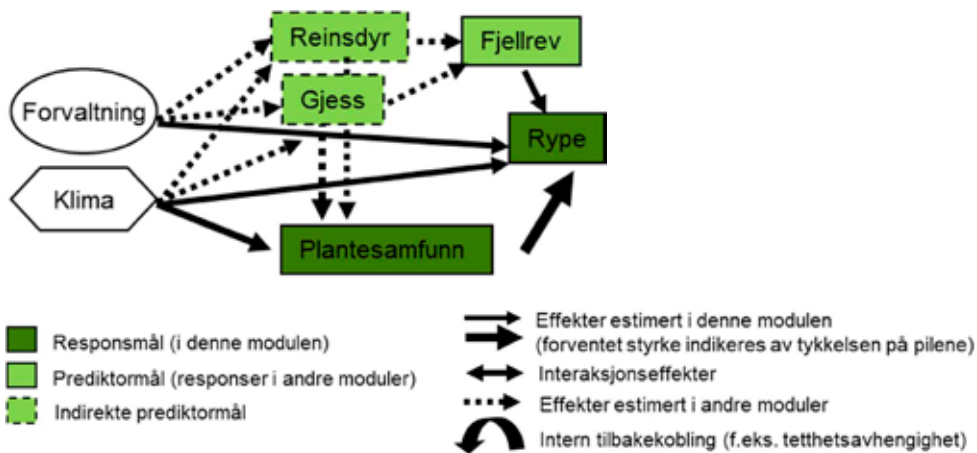 Reinsdyr
Fjellrev
Gjess
Forvaltning
Rype
Klima
Plantesamfunn
Responsmål (i denne modulen)
Prediktormål (responser i andre moduler)
Indirekte prediktormål
Effekter estimert i denne modulen
(forventet styrke indikeres av tykkelsen på pilene)
Interaksjonseffekter
Effekter estimert i andre moduler
Intern tilbakekobling (f.eks. tetthetsavhengighet)